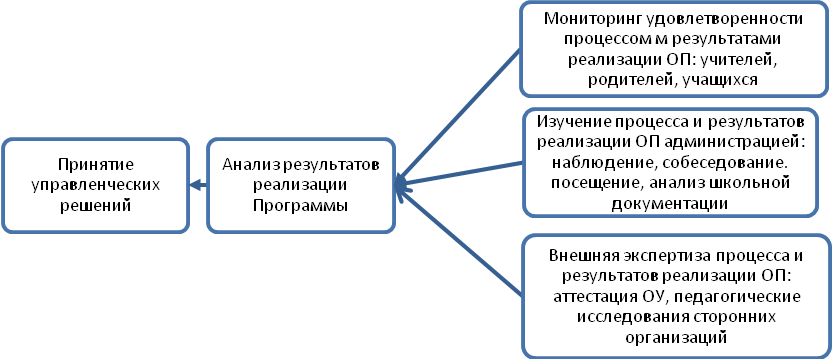 Мониторинг удовлетворенности
процессом м результатами
реализации ОП: учителей,
родителей, учащихся
Изучение процесса и результатов
реализации ОП администрацией:
наблюдение, собеседование.
посещение, анализ школьной
документации
Принятие
управленческих
решений
Анализ результатов
реализации
Программы
Внешняя экспертиза процесса и
результатов реализации ОП:
аттестация ОУ, педагогические
исследования сторонних
организаций